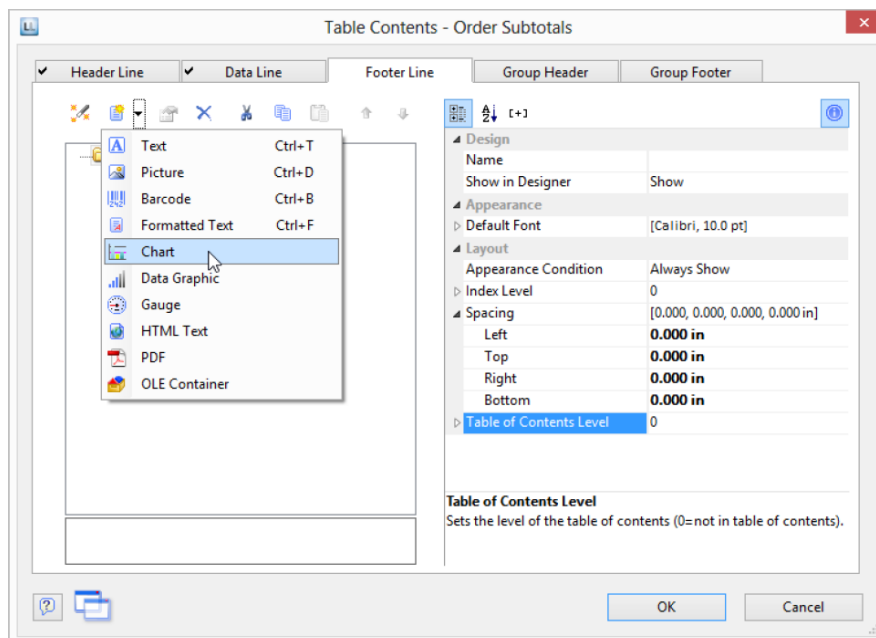 LL
Table Contents - Order Subtotals
Header Line Data Line Footer Line Group Header Group Footer
A Z [+]
Text Ctrl+T
Picture Ctrl+D
Barcode Ctrl+B
Formatted Text Ctrl+F
Chart
Data Graphic
Gauge
HTML Text
PDF
OLE Container
Design
Name
Show in Designer Show
Appearance
Default Font [Calibri, 10.0 pt]
Layout
Appearance Condition Always Show
Index Level 0
Spacing [0.000, 0.000, 0.000, 0.000 in]
Left 0.000 in
Top 0.000 in
Right 0.000 in
Bottom 0.000 in
Table of Contents Level 0
Table of Contents Level
Sets the level of the table of contents (0=not in table of contents).
OK Cancel